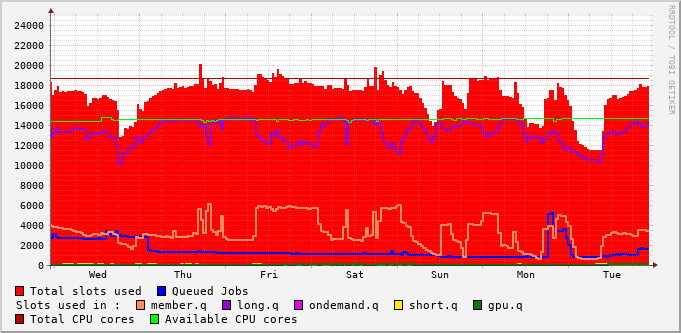 RRDTOOL / TOBI OETIKER
24000
22000
20000
18000
16000
14000
12000
10000
8000
6000
4000
2000
0
Wed Thu Fri Sat Sun Mon Tue
Total slots used Queued Jobs
Slots used in : member.q long.q ondemand.q short.q gpu.q
Total CPU cores Available CPU cores